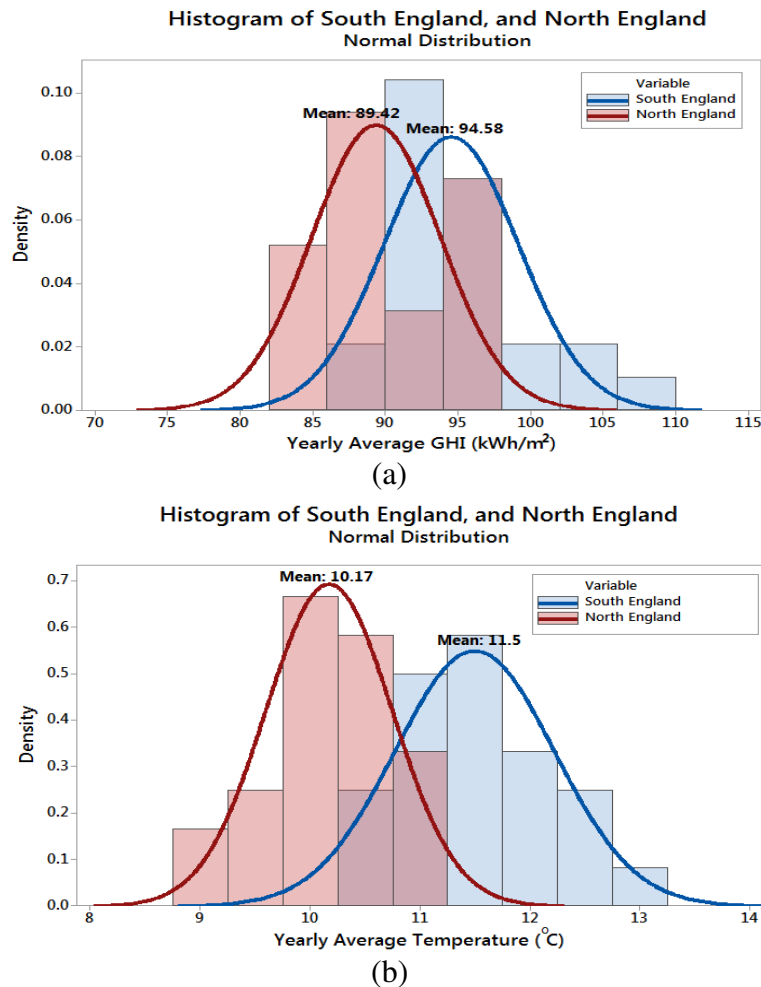 Histogram of South England, and North England
Normal Distribution
Variable
South England
North England
Mean: 89.42
Mean: 94.58
0.10
0.08
0.06
0.04
0.02
0.00
Density
70 75 80 85 90 95 100 105 110 115
Yearly Average GHI (kWh/m²)
(a)
Histogram of South England, and North England
Normal Distribution
Variable
South England
North England
Mean: 10.17
Mean: 11.5
0.7
0.6
0.5
0.4
0.3
0.2
0.1
0.0
Density
8 9 10 11 12 13 14
Yearly Average Temperature (°C)
(b)